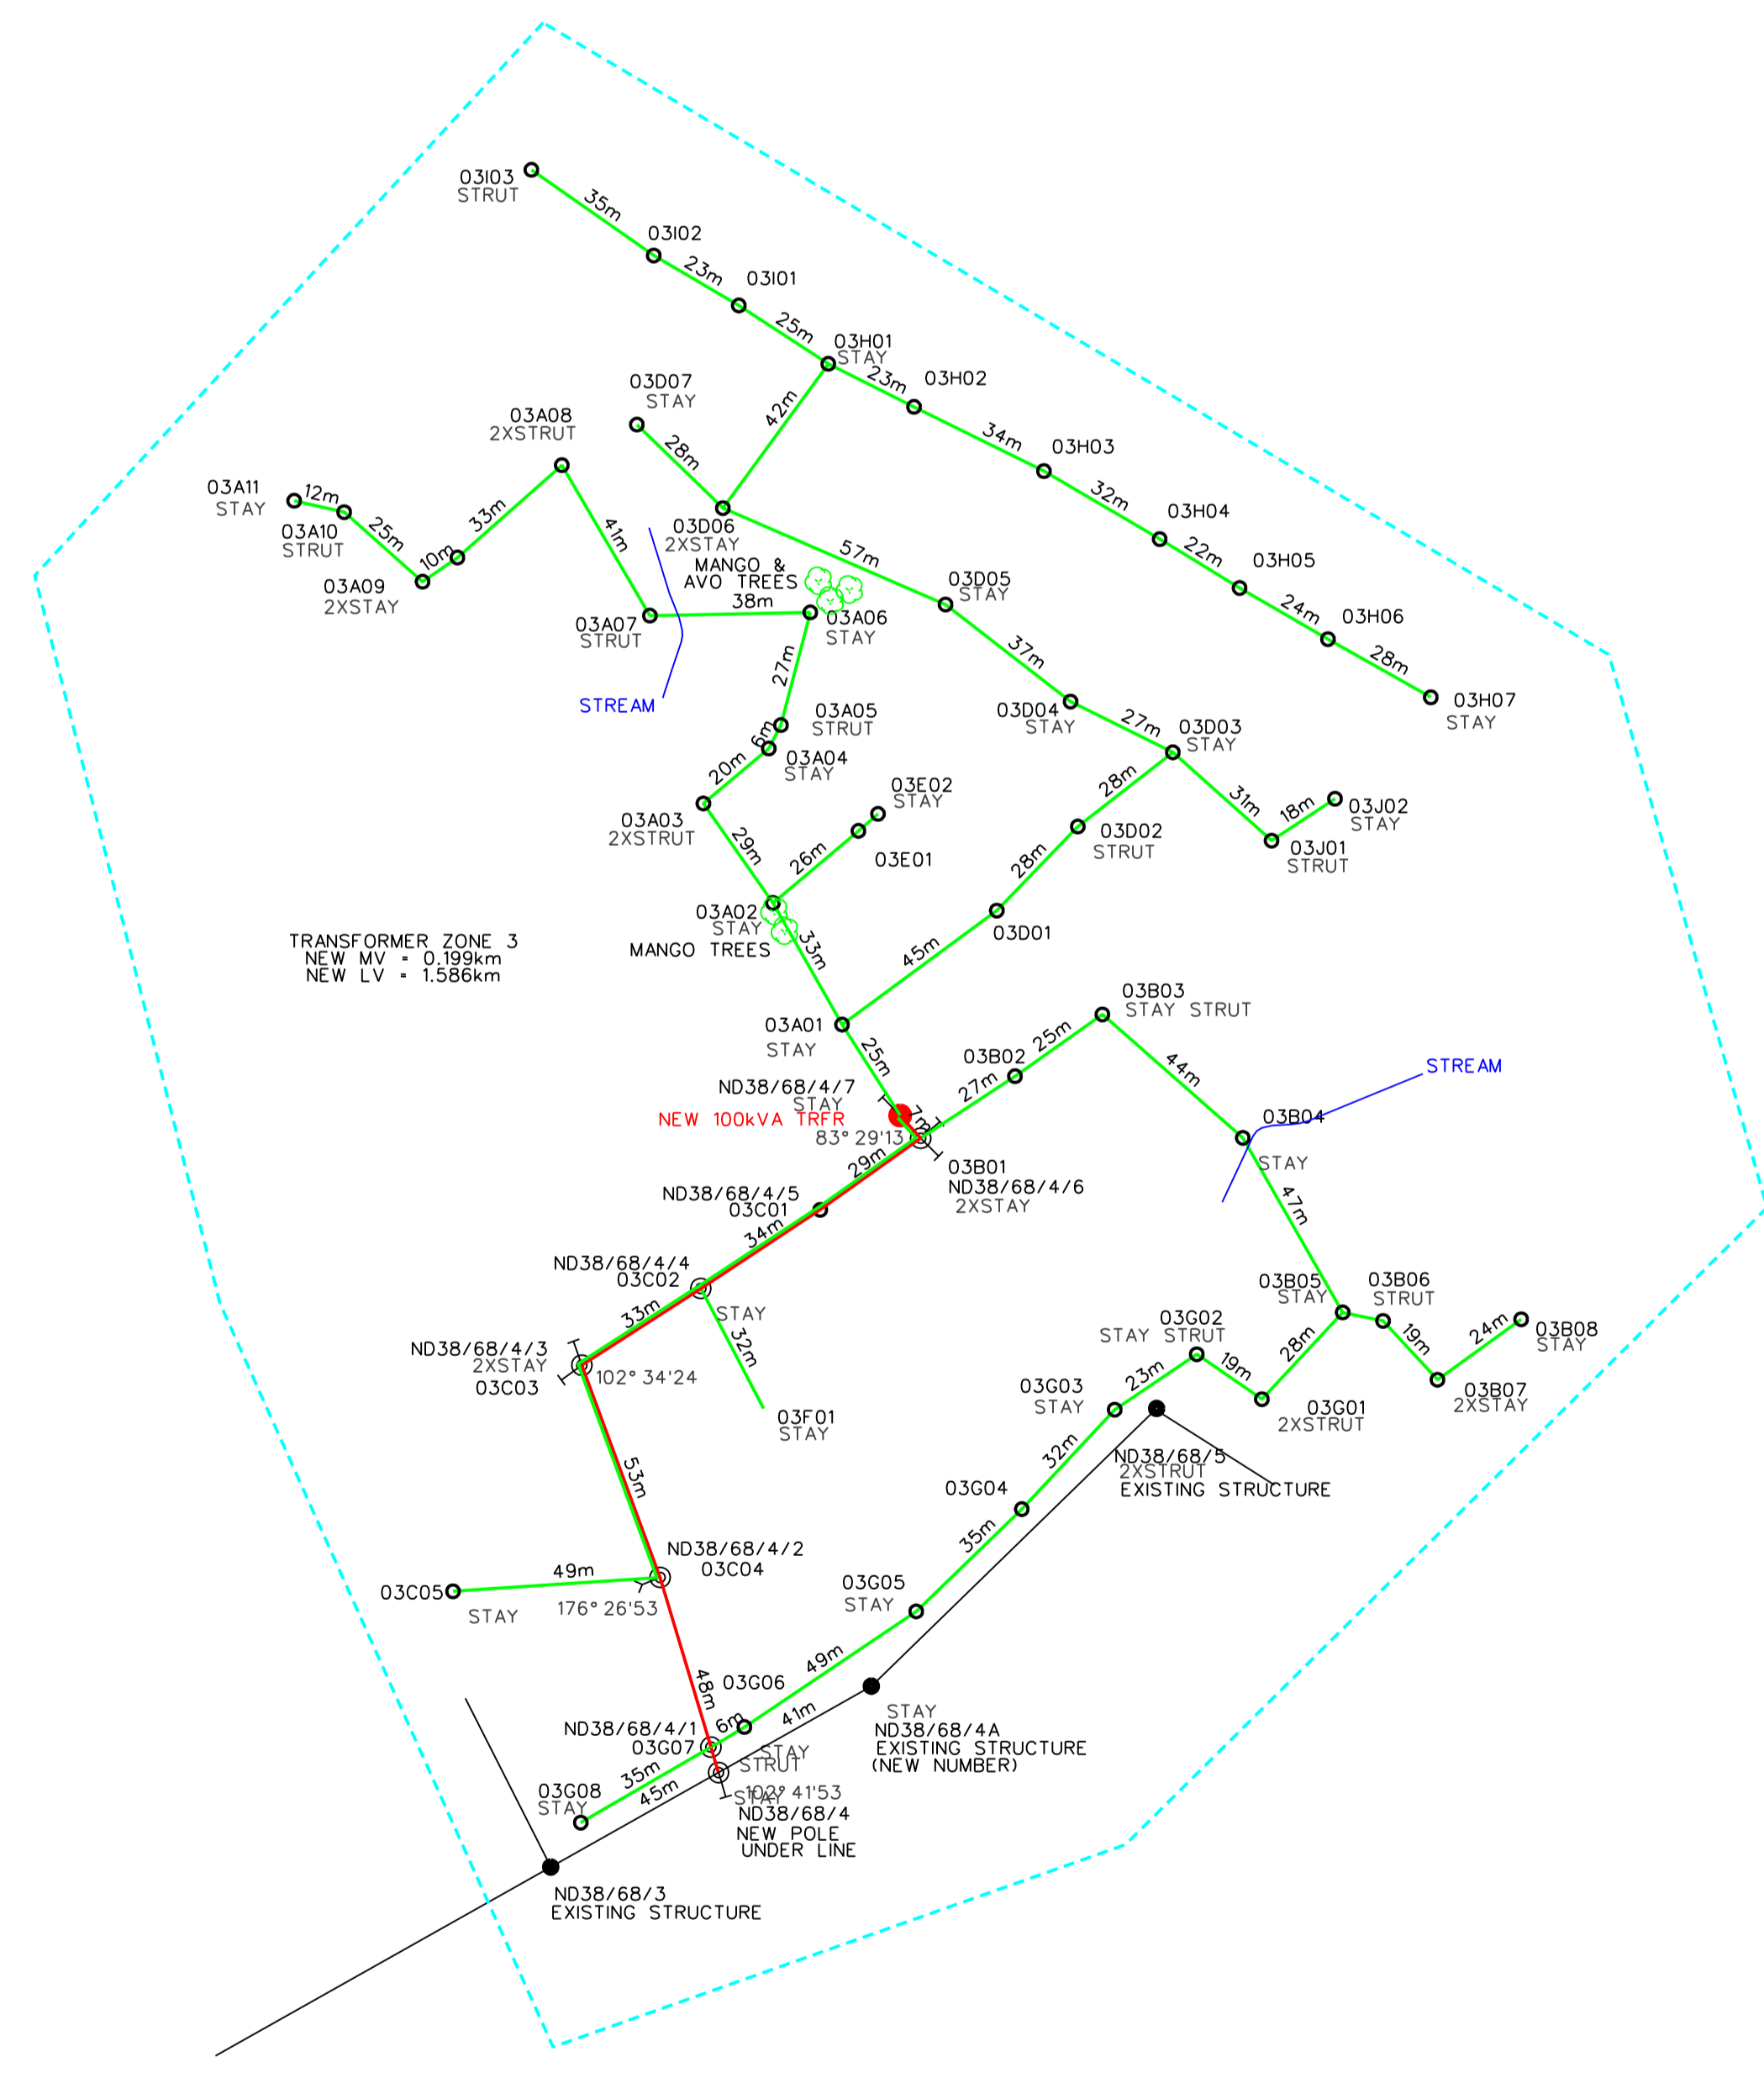 03I03
STRUT
35m
03I02
23m
03I01
25m
03H01
STAY
23m
03H02
42m
03D07
STAY
28m
34m
03H03
03A08
2XSTRUT
32m
03H04
03A11
STAY
12m
03A10
STRUT
25m
10m
33m
41m
03A09
2XSTAY
03D06
2XSTAY
MANGO &
AVO TREES
57m
22m
03H05
03D05
STAY
24m
03H06
38m
03A07
STRUT
03A06
STAY
28m
03H07
STAY
27m
37m
STREAM
03D04
STAY
27m
03D03
STAY
03A05
STRUT
6m
03A04
STAY
20m
03A03
2XSTRUT
03E02
STAY
28m
31m
18m
03J02
STAY
03D02
STRUT
03J01
STRUT
29m
26m
03E01
28m
03A02
STAY
MANGO TREES
33m
03D01
45m
TRANSFORMER ZONE 3
NEW MV = 0.199km
NEW LV = 1.586km
03A01
STAY
25m
03B03
STAY STRUT
25m
03B02
27m
44m
STREAM
ND38/68/4/7
STAY
NEW 100kVA TRFR
7m
83° 29'13
03B04
STAY
29m
03B01
ND38/68/4/6
2XSTAY
ND38/68/4/5
03C01
34m
47m
ND38/68/4/4
03C02
STAY
33m
32m
03B05
STAY
03B06
STRUT
ND38/68/4/3
2XSTAY
03C03
102° 34'24
03G02
STAY STRUT
28m
19m
24m
03B08
STAY
03G03
STAY
23m
19m
03B07
2XSTAY
03F01
STAY
03G01
2XSTRUT
53m
32m
ND38/68/5
2XSTRUT
EXISTING STRUCTURE
03G04
35m
ND38/68/4/2
03C04
49m
03C05
STAY
176° 26'53
03G05
STAY
49m
48m
03G06
6m
41m
STAY
ND38/68/4A
EXISTING STRUCTURE
(NEW NUMBER)
ND38/68/4/1
03G07
STAY
STRUT
35m
45m
03G08
STAY
102° 41'53
STAY
ND38/68/4
NEW POLE
UNDER LINE
ND38/68/3
EXISTING STRUCTURE